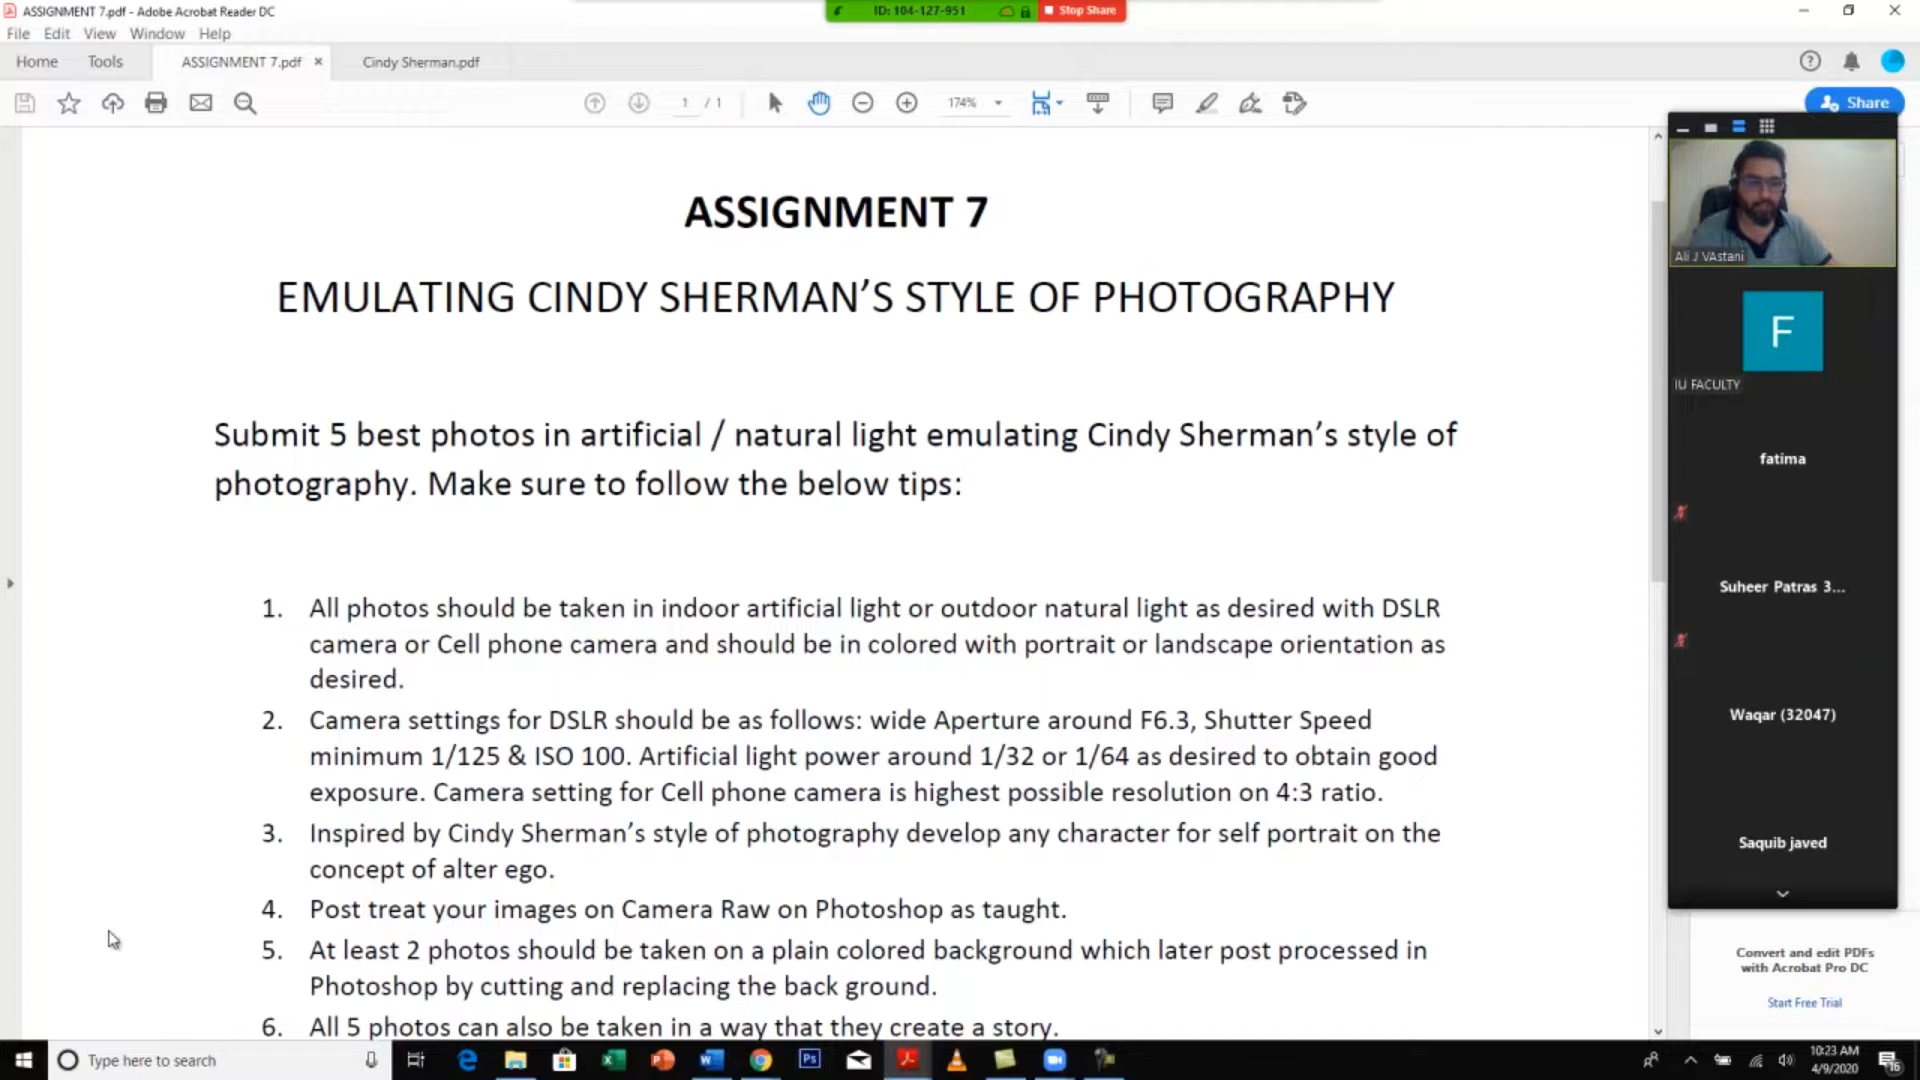 ASSIGNMENT 7.pdf - Adobe Acrobat Reader DC
ID: 104-127-951
Stop Share
File Edit View Window Help
Home Tools ASSIGNMENT 7.pdf × Cindy Sherman.pdf
1 / 1
174%
Share
ASSIGNMENT 7
EMULATING CINDY SHERMAN’S STYLE OF PHOTOGRAPHY
Submit 5 best photos in artificial / natural light emulating Cindy Sherman’s style of
photography. Make sure to follow the below tips:
1. All photos should be taken in indoor artificial light or outdoor natural light as desired with DSLR
camera or Cell phone camera and should be in colored with portrait or landscape orientation as
desired.
2. Camera settings for DSLR should be as follows: wide Aperture around F6.3, Shutter Speed
minimum 1/125 & ISO 100. Artificial light power around 1/32 or 1/64 as desired to obtain good
exposure. Camera setting for Cell phone camera is highest possible resolution on 4:3 ratio.
3. Inspired by Cindy Sherman’s style of photography develop any character for self portrait on the
concept of alter ego.
4. Post treat your images on Camera Raw on Photoshop as taught.
5. At least 2 photos should be taken on a plain colored background which later post processed in
Photoshop by cutting and replacing the back ground.
6. All 5 photos can also be taken in a way that they create a story.
Ali J VAstani
F
IU FACULTY
fatima
Suheer Patras 3...
Waqar (32047)
Saquib javed
Convert and edit PDFs
with Acrobat Pro DC
Start Free Trial
Type here to search
Ps
10:23 AM
4/9/2020
16